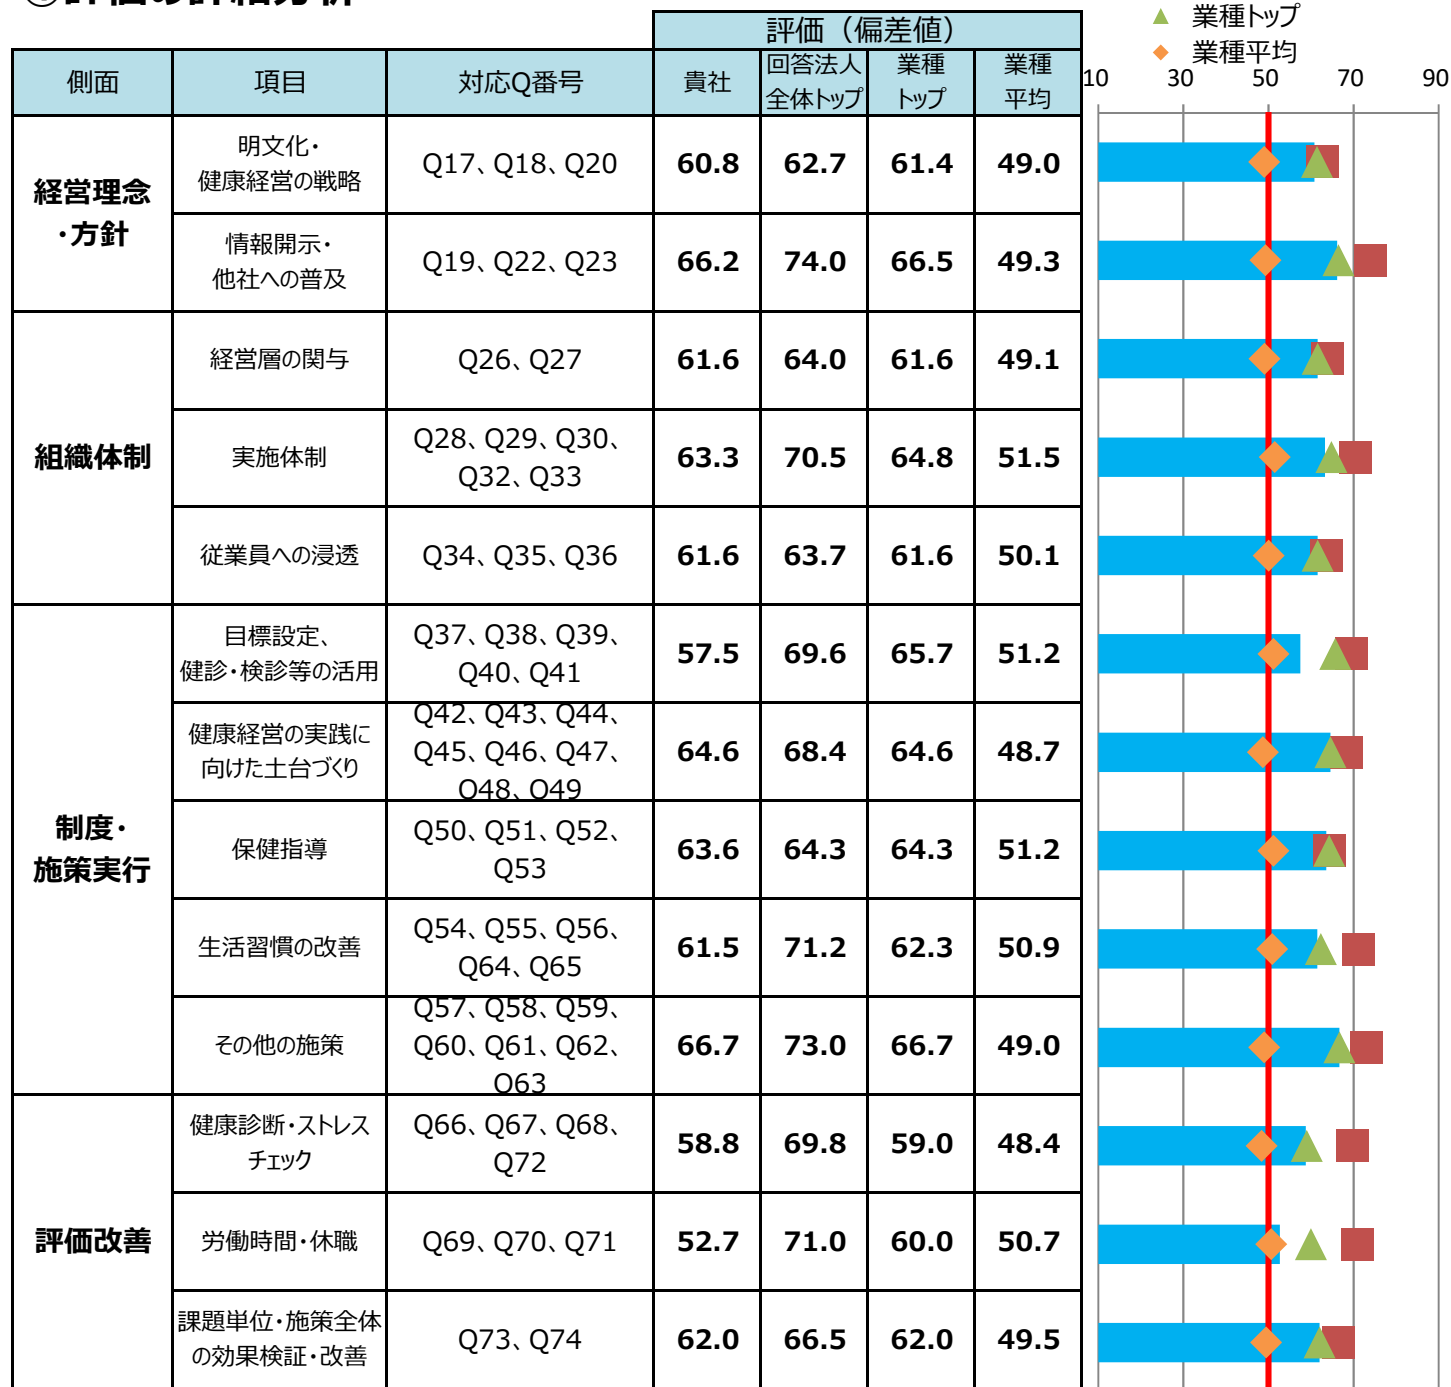 ①評価の詳細分析
▲ 業種トップ
◆ 業種平均
評価（偏差値）
側面 項目 対応Q番号 貴社 回答法人 業種 業種
全体トップ トップ 平均
10 30 50 70 90
経営理念
・方針
明文化・
健康経営の戦略
Q17、Q18、Q20 60.8 62.7 61.4 49.0
情報開示・
他社への普及
Q19、Q22、Q23 66.2 74.0 66.5 49.3
組織体制
経営層の関与 Q26、Q27 61.6 64.0 61.6 49.1
実施体制
Q28、Q29、Q30、
Q32、Q33
63.3 70.5 64.8 51.5
従業員への浸透 Q34、Q35、Q36 61.6 63.7 61.6 50.1
制度・
施策実行
目標設定、
健診・検診等の活用
Q37、Q38、Q39、
Q40、Q41
57.5 69.6 65.7 51.2
健康経営の実践に
向けた土台づくり
Q42、Q43、Q44、
Q45、Q46、Q47、
Q48、Q49
64.6 68.4 64.6 48.7
保健指導
Q50、Q51、Q52、
Q53
63.6 64.3 64.3 51.2
生活習慣の改善
Q54、Q55、Q56、
Q64、Q65
61.5 71.2 62.3 50.9
その他の施策
Q57、Q58、Q59、
Q60、Q61、Q62、
Q63
66.7 73.0 66.7 49.0
評価改善
健康診断・ストレス
チェック
Q66、Q67、Q68、
Q72
58.8 69.8 59.0 48.4
労働時間・休職 Q69、Q70、Q71 52.7 71.0 60.0 50.7
課題単位・施策全体
の効果検証・改善
Q73、Q74 62.0 66.5 62.0 49.5